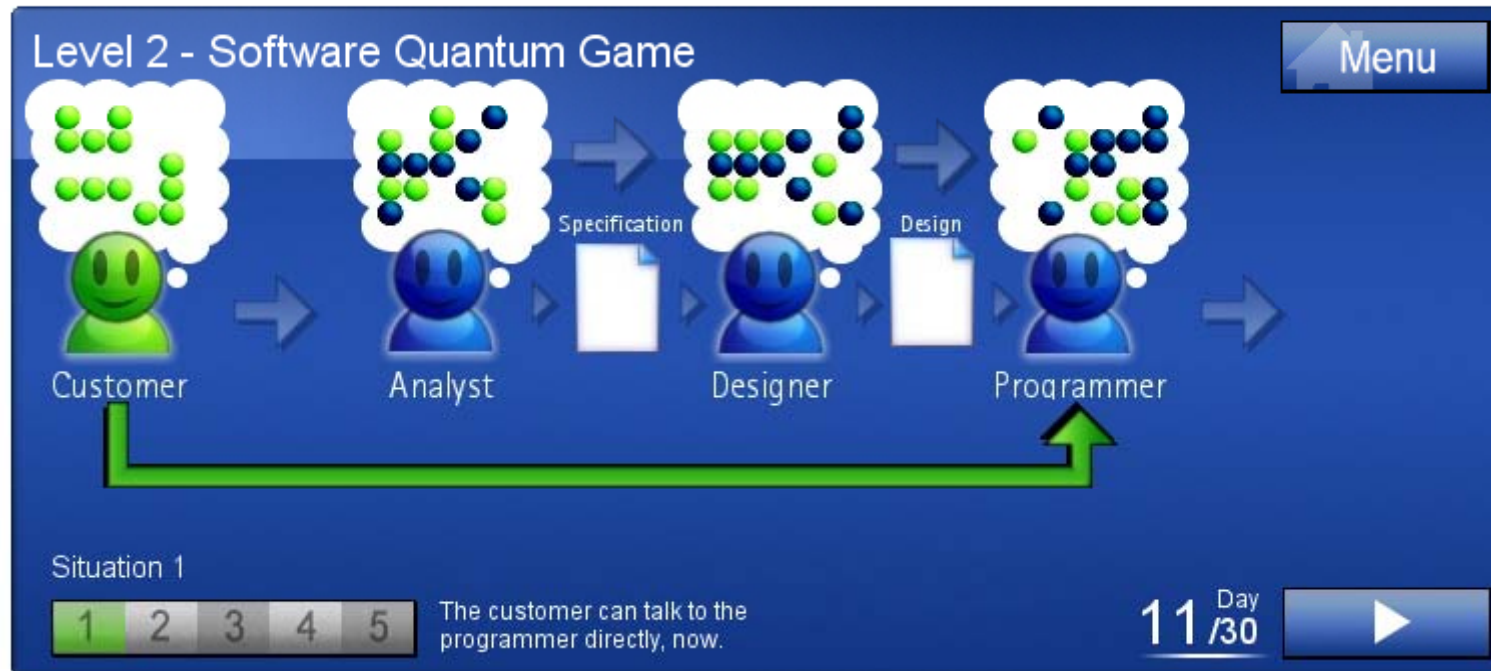 Level 2 - Software Quantum Game
Menu
Specification
Design
Customer
Analyst
Designer
Programmer
Situation 1
1 2 3 4 5
The customer can talk to the
programmer directly, now.
11/30 Day